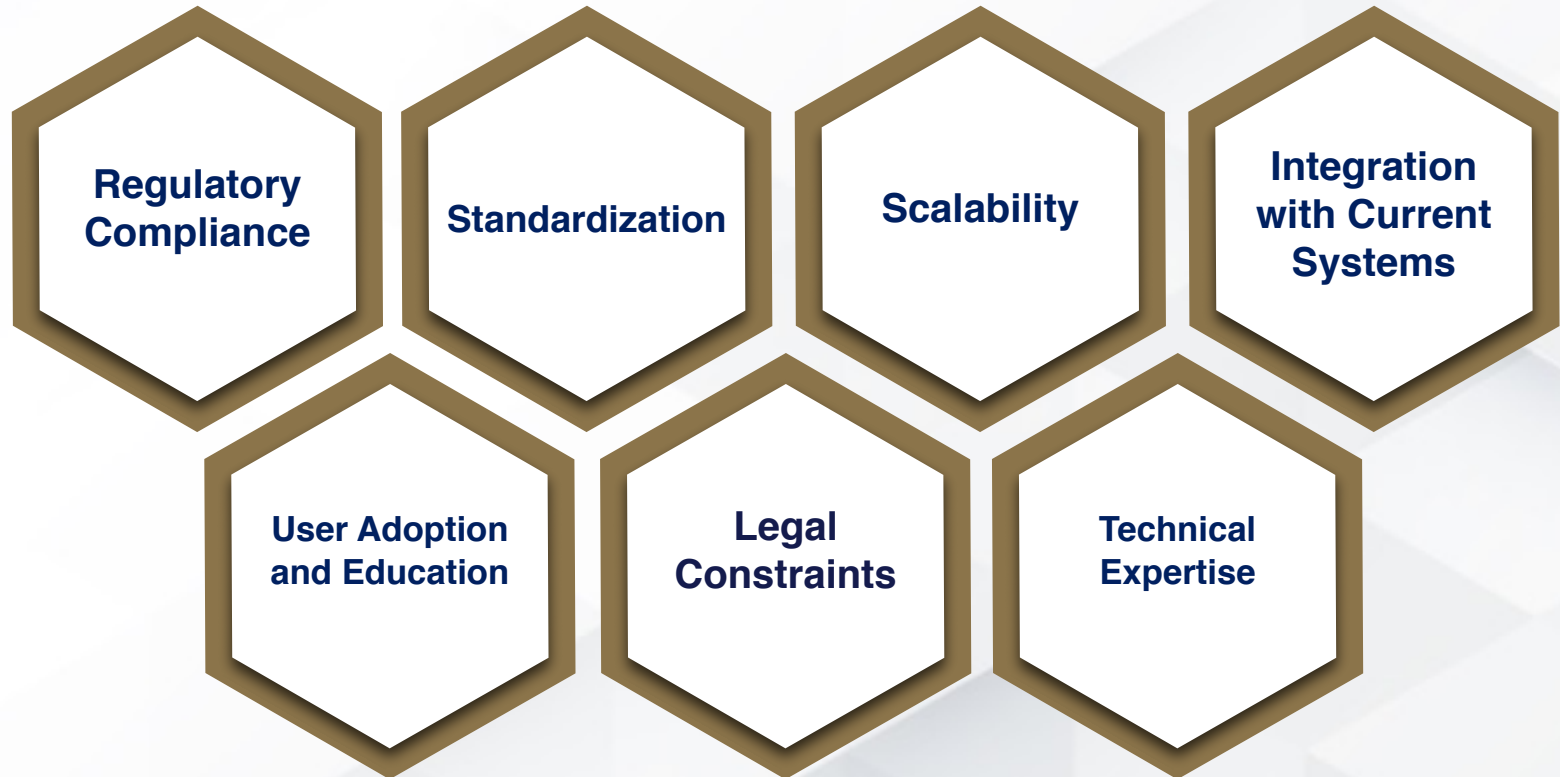 Regulatory
Compliance
Standardization
Scalability
Integration
with Current
Systems
User Adoption
and Education
Legal
Constraints
Technical
Expertise